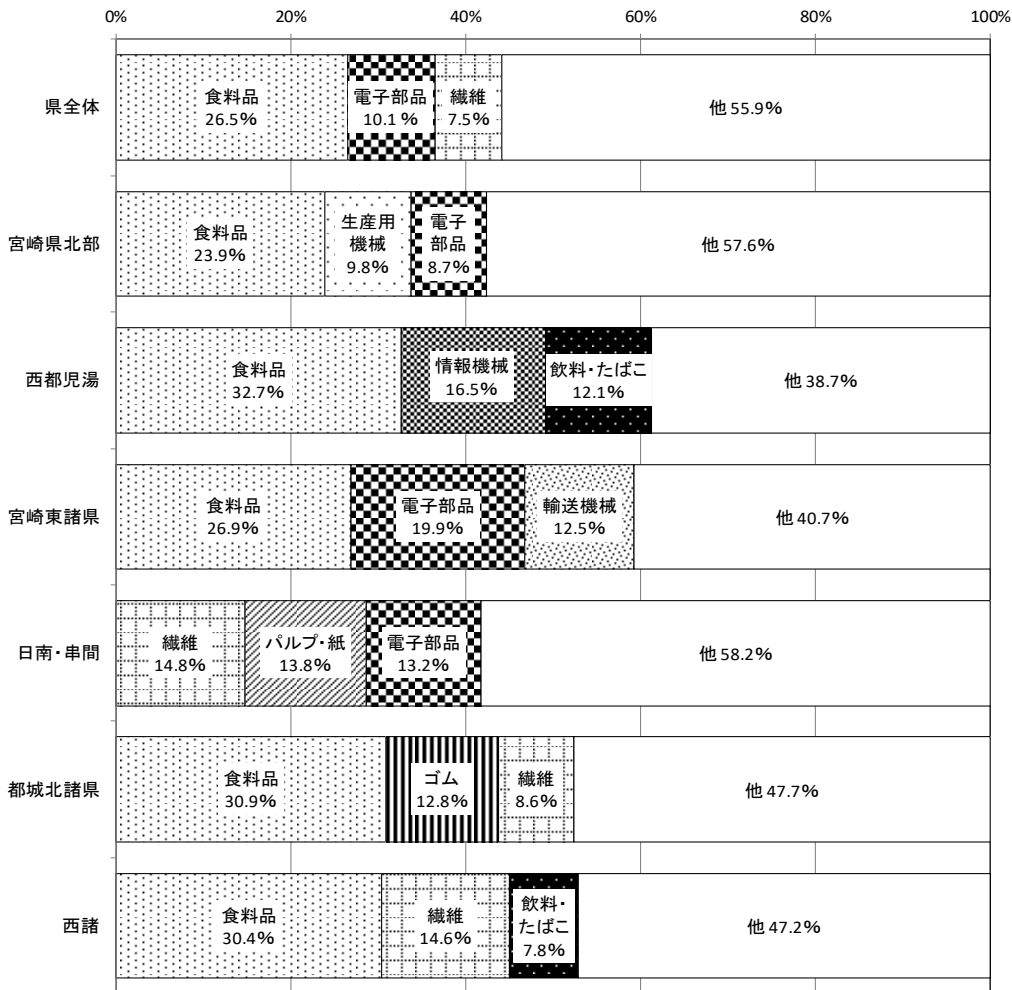 0% 20% 40% 60% 80% 100%
県全体
食料品
26.5%
電子部品
10.1 %
繊維
7.5%
他 55.9%
宮崎県北部
食料品
23.9%
生産用
機械
9.8%
電子
部品
8.7%
他 57.6%
西都児湯
食料品
32.7%
情報機械
16.5%
飲料・たばこ
12.1%
他 38.7%
宮崎東諸県
食料品
26.9%
電子部品
19.9%
輸送機械
12.5%
他 40.7%
日南・串間
繊維
14.8%
パルプ・紙
13.8%
電子部品
13.2%
他 58.2%
都城北諸県
食料品
30.9%
ゴム
12.8%
繊維
8.6%
他 47.7%
西諸
食料品
30.4%
繊維
14.6%
飲料・
たばこ
7.8%
他 47.2%